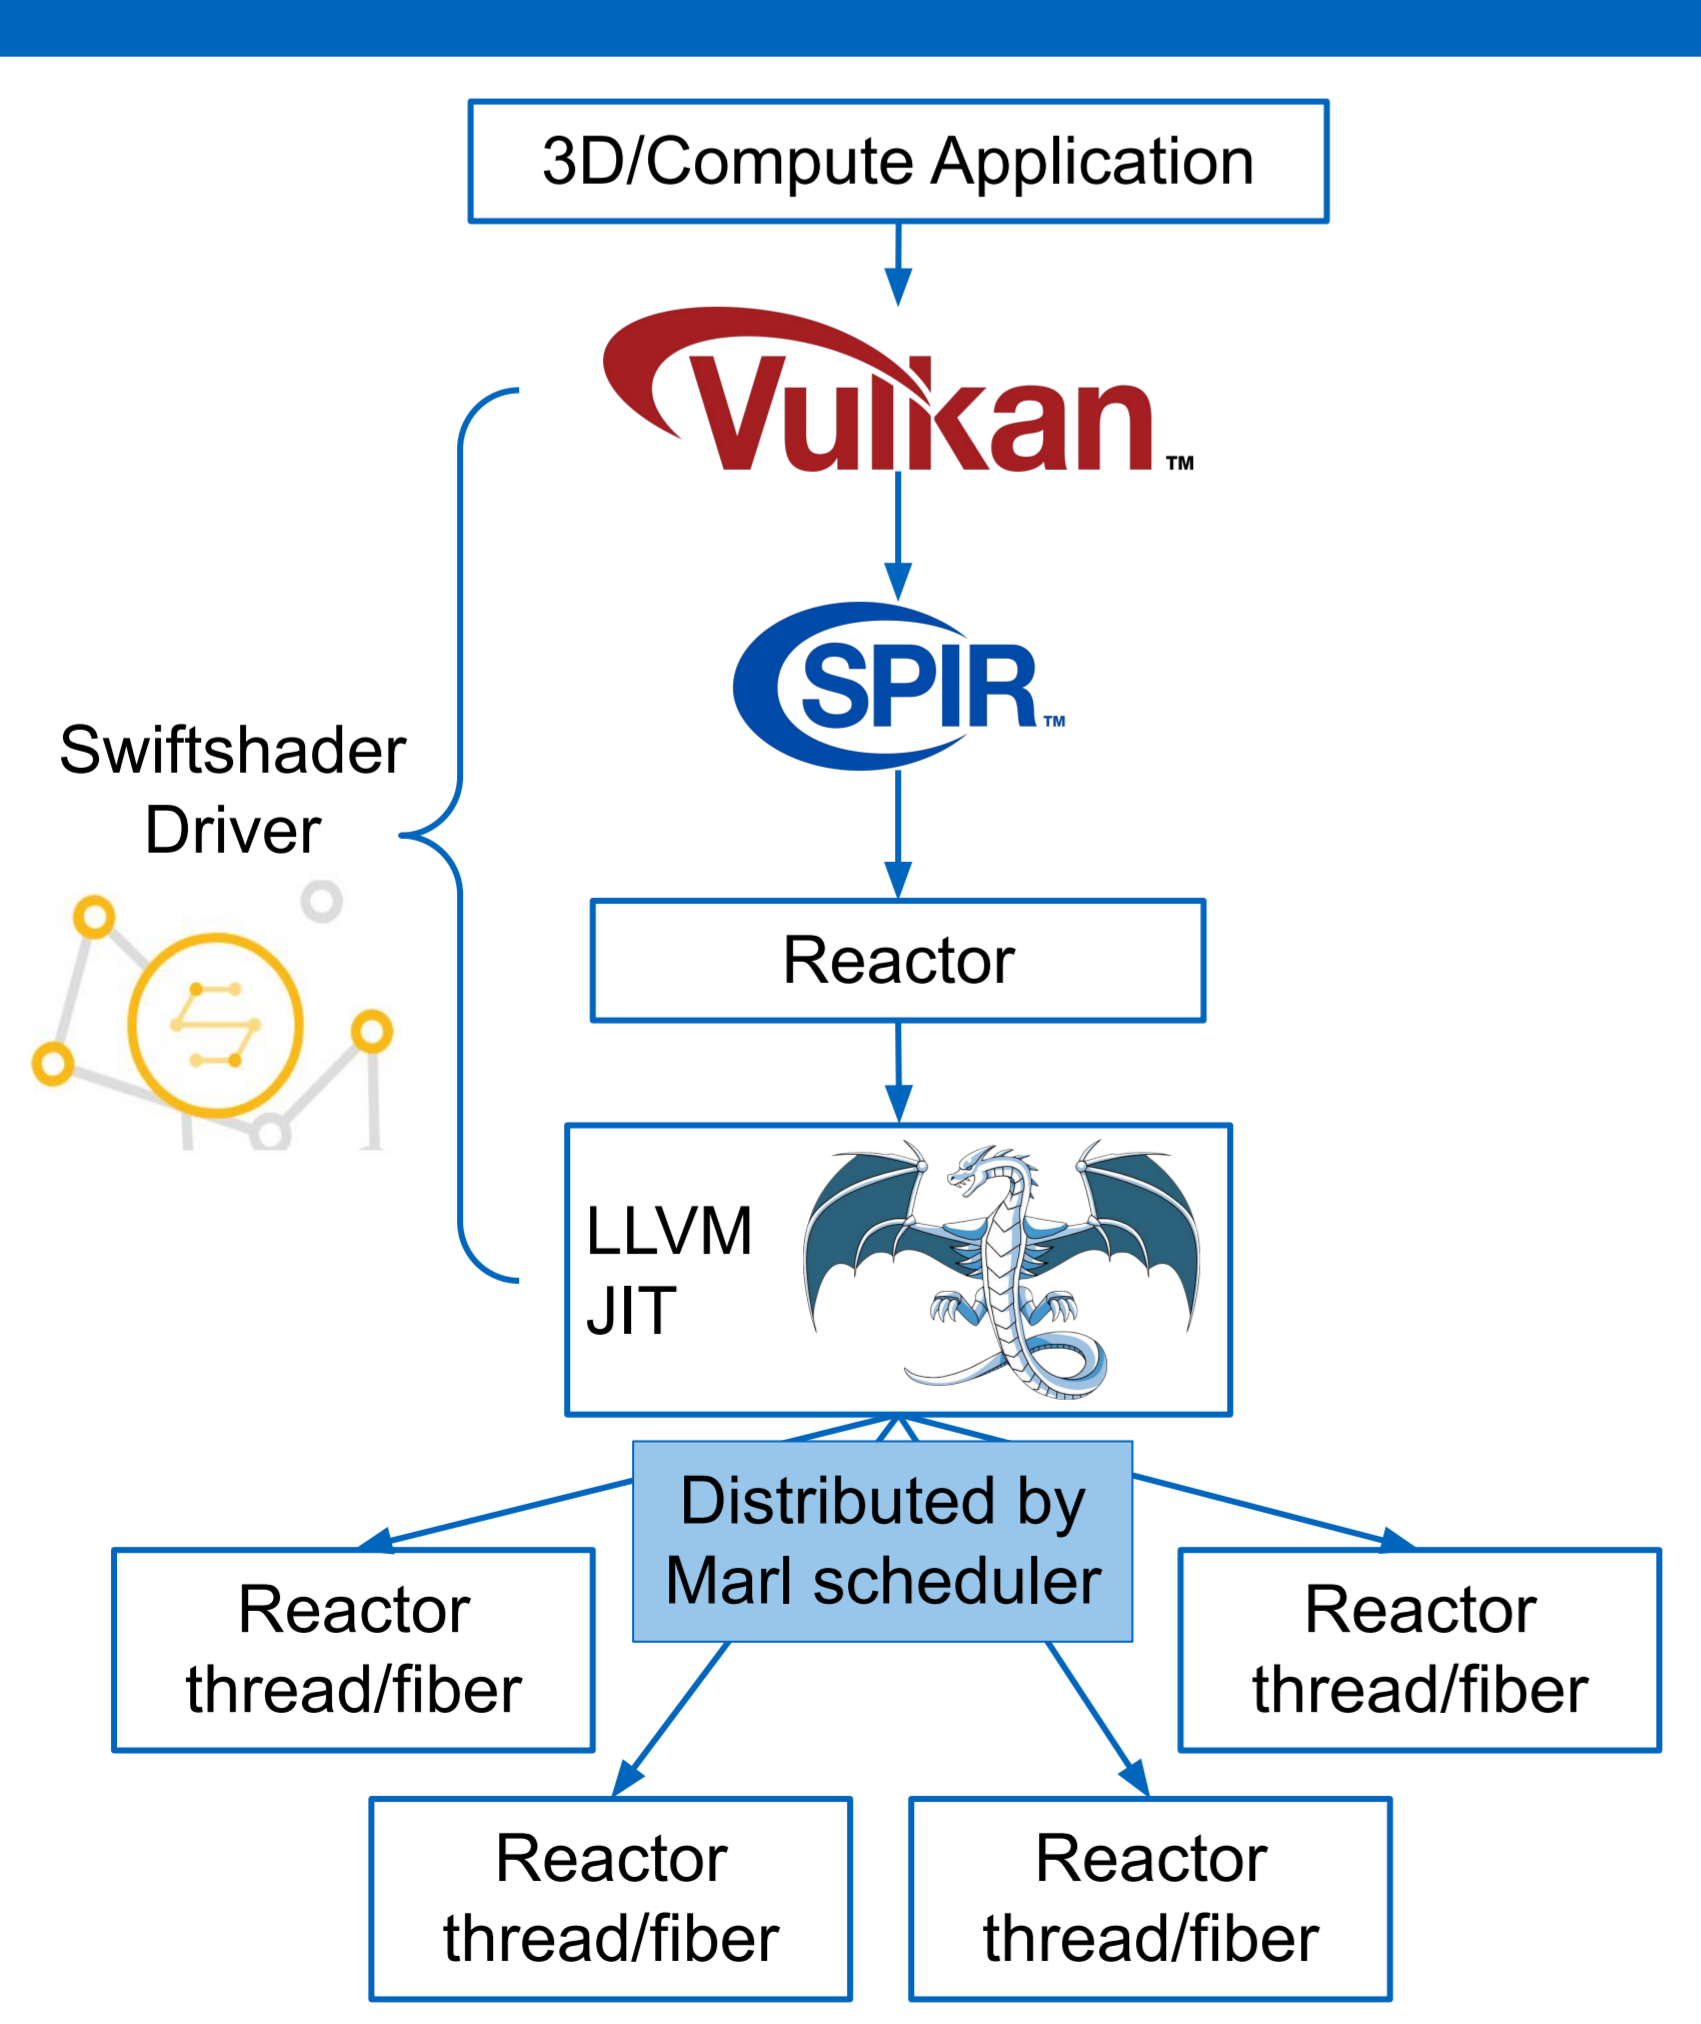 3D/Compute Application
Vulkan™
SPIR™
Swiftshader
Driver
Reactor
LLVM
JIT
Distributed by
Marl scheduler
Reactor
thread/fiber
Reactor
thread/fiber
Reactor
thread/fiber
Reactor
thread/fiber